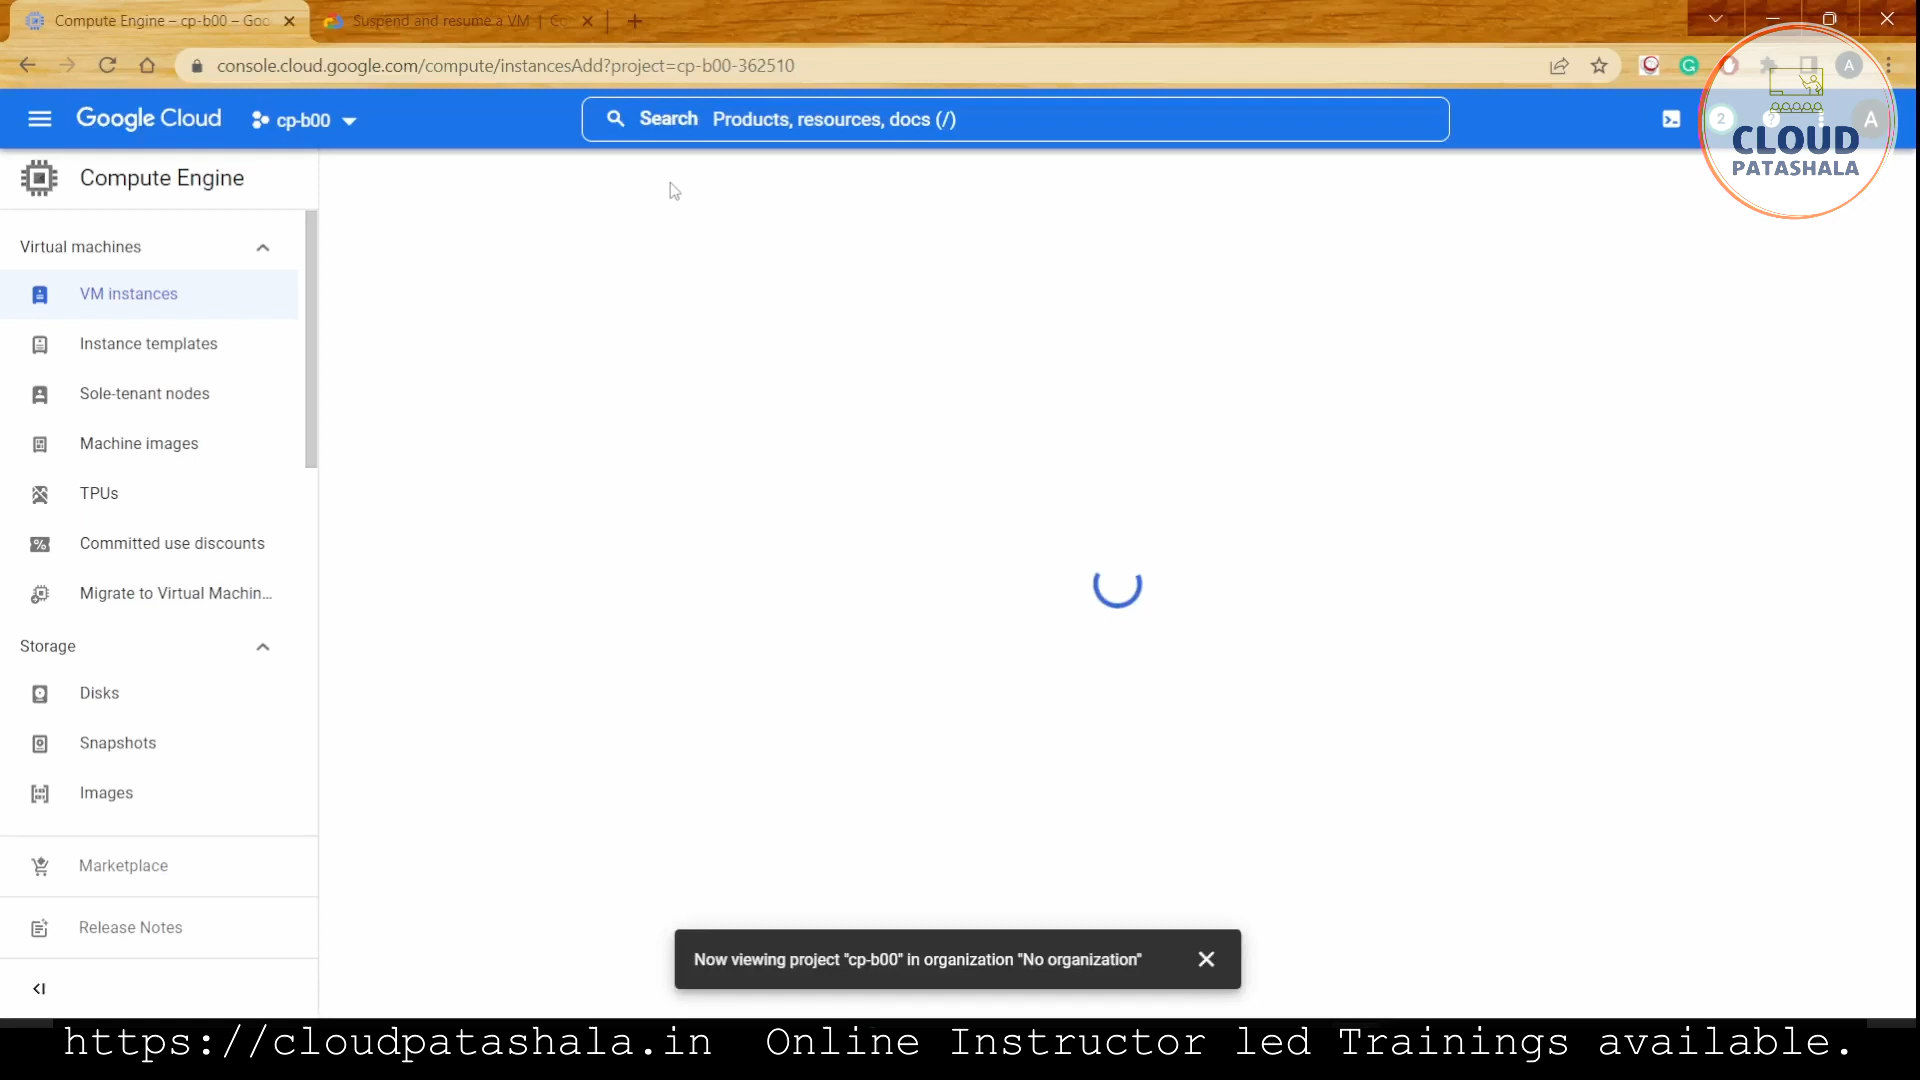 Compute Engine – cp-b00 – Goo
Suspend and resume a VM | Co
console.cloud.google.com/compute/instancesAdd?project=cp-b00-362510
Google Cloud
cp-b00
Search Products, resources, docs (/)
2
A
A
CLOUD
PATASHALA
Compute Engine
Virtual machines
VM instances
Instance templates
Sole-tenant nodes
Machine images
TPUs
Committed use discounts
Migrate to Virtual Machin...
Storage
Disks
Snapshots
Images
Marketplace
Release Notes
Now viewing project "cp-b00" in organization "No organization"
https://cloudpatashala.in Online Instructor led Trainings available.